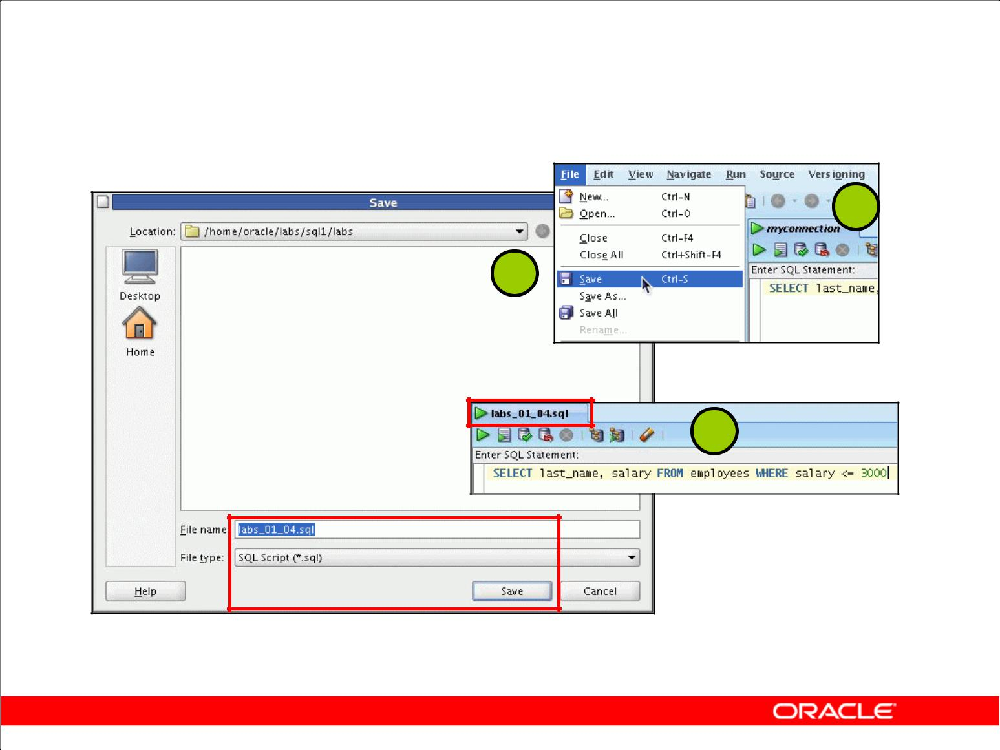 File Edit View Navigate Run Source Versioning
New... Ctrl-N
Open... Ctrl-O
Close Ctrl-F4
Close All Ctrl+Shift-F4
Save Ctrl-S
Save As...
Save All
Rename...
myconnection
Enter SQL Statement:
SELECT last_name,
Save
Location: /home/oracle/labs/sql1/labs
Desktop
Home
labs_01_04.sql
Enter SQL Statement:
SELECT last_name, salary FROM employees WHERE salary <= 3000
File name: labs_01_04.sql
File type: SQL Script (*.sql)
Help Save Cancel
ORACLE